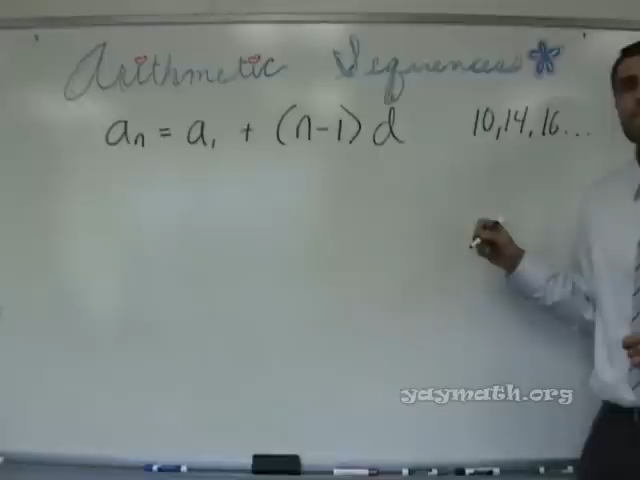 Arithmetic Sequences*
aₙ = a₁ + (n-1)d 10, 14, 16...
yaymath.org